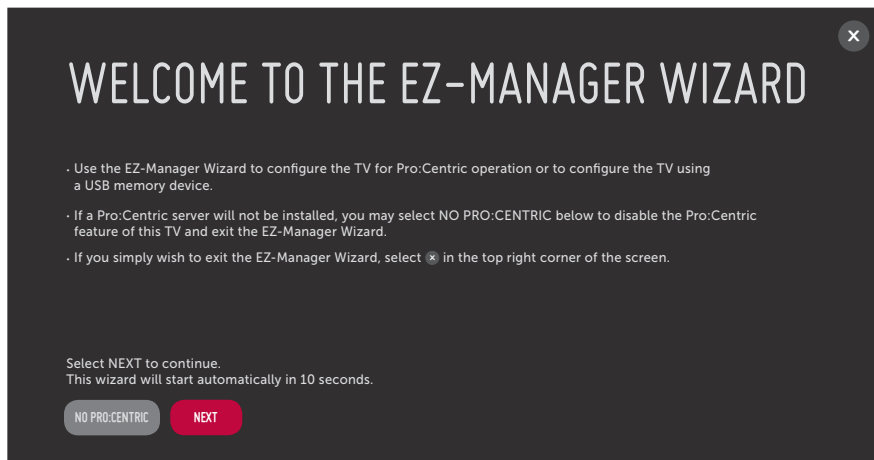 WELCOME TO THE EZ-MANAGER WIZARD
· Use the EZ-Manager Wizard to configure the TV for Pro:Centric operation or to configure the TV using
a USB memory device.
· If a Pro:Centric server will not be installed, you may select NO PRO:CENTRIC below to disable the Pro:Centric
feature of this TV and exit the EZ-Manager Wizard.
· If you simply wish to exit the EZ-Manager Wizard, select x in the top right corner of the screen.
Select NEXT to continue.
This wizard will start automatically in 10 seconds.
NO PRO:CENTRIC NEXT